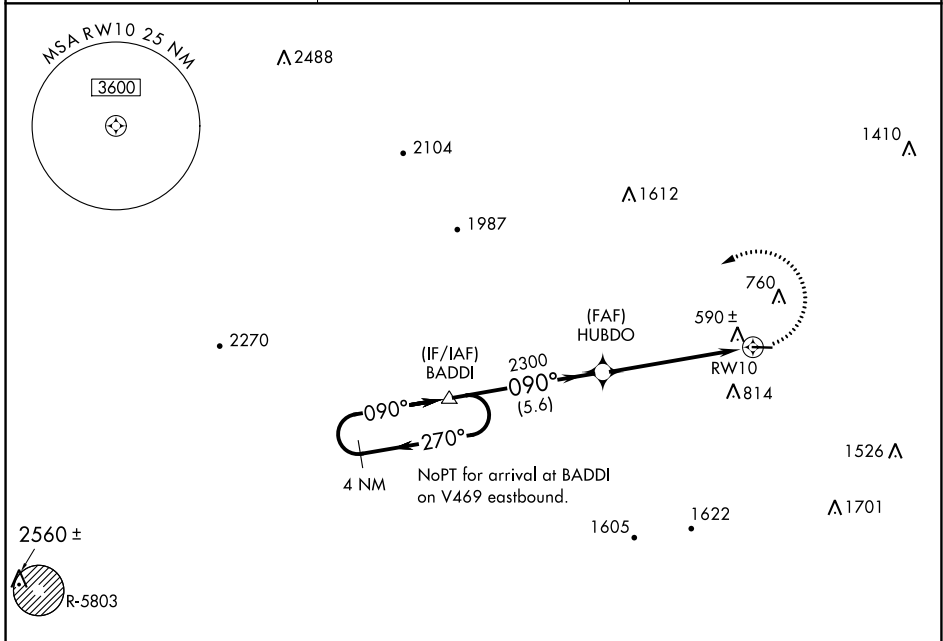 MSA RW10 25 NM
3600
2488
2104
1410
1612
1987
760
590 ±
2270
(FAF)
HUBDO
(IF/IAF)
BADDI
2300
090°
(5.6)
RW10
814
090°
270°
4 NM
NoPT for arrival at BADDI
on V469 eastbound.
1526
1701
1622
1605
2560 ±
R-5803